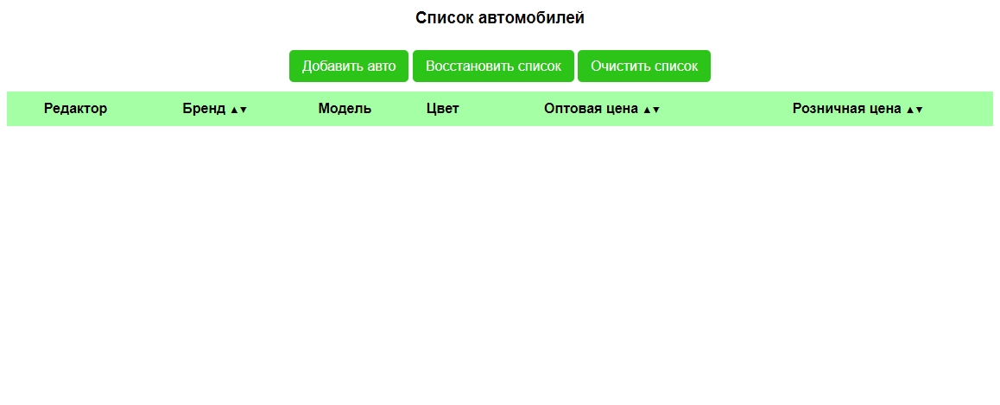 Список автомобилей
Добавить авто Восстановить список Очистить список
Редактор Бренд ▲▼ Модель Цвет Оптовая цена ▲▼ Розничная цена ▲▼